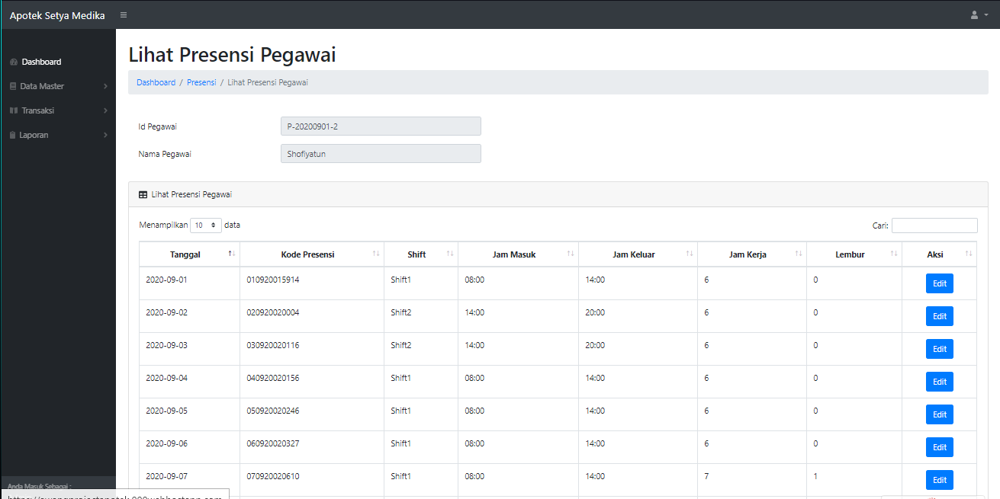 Apotek Setya Medika
Lihat Presensi Pegawai
Dashboard
Dashboard / Presensi / Lihat Presensi Pegawai
Data Master
Transaksi
Laporan
Id Pegawai P-20200901-2
Nama Pegawai Shofiyatun
Lihat Presensi Pegawai
Menampilkan 10 data Cari:
Tanggal Kode Presensi Shift Jam Masuk Jam Keluar Jam Kerja Lembur Aksi
2020-09-01 010920015914 Shift1 08:00 14:00 6 0 Edit
2020-09-02 020920020004 Shift2 14:00 20:00 6 0 Edit
2020-09-03 030920020116 Shift2 14:00 20:00 6 0 Edit
2020-09-04 040920020156 Shift1 08:00 14:00 6 0 Edit
2020-09-05 050920020246 Shift1 08:00 14:00 6 0 Edit
2020-09-06 060920020327 Shift1 08:00 14:00 6 0 Edit
2020-09-07 070920020610 Shift1 08:00 14:00 7 1 Edit
Anda Masuk Sebagai :